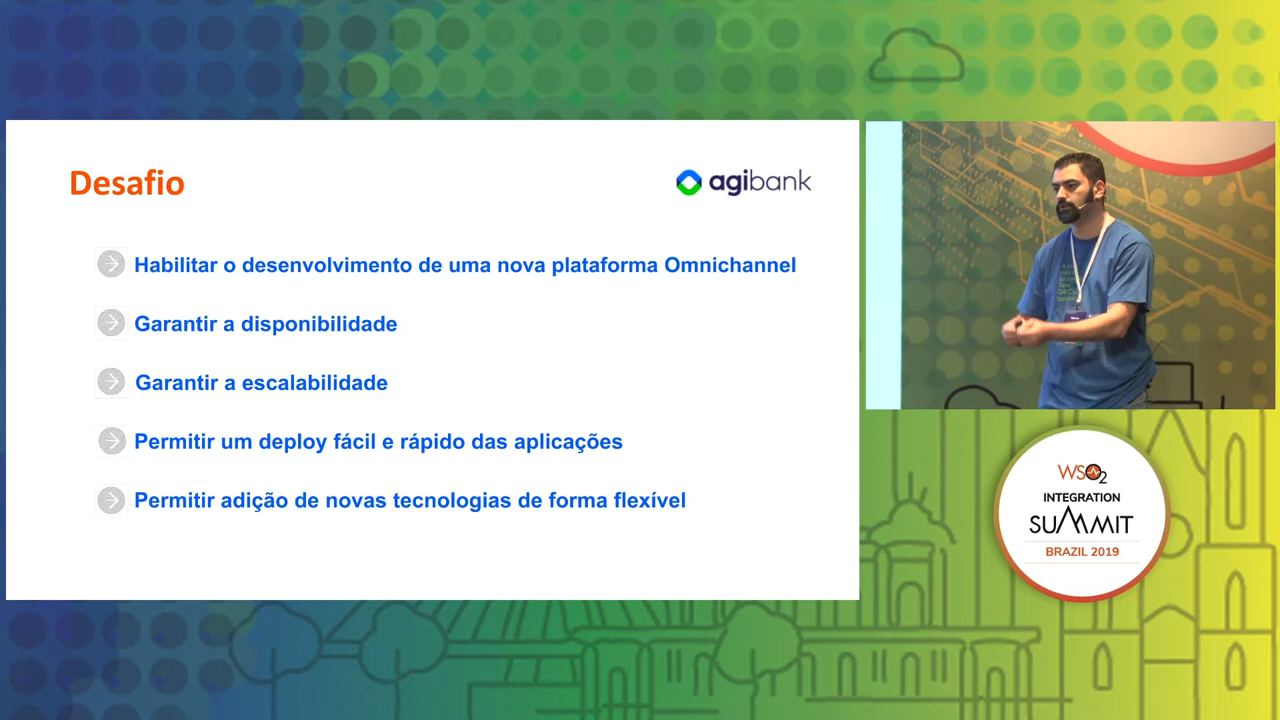 Desafio
agibank
Habilitar o desenvolvimento de uma nova plataforma Omnichannel
Garantir a disponibilidade
Garantir a escalabilidade
Permitir um deploy fácil e rápido das aplicações
Permitir adição de novas tecnologias de forma flexível
WSO2
INTEGRATION
SUMMIT
BRAZIL 2019